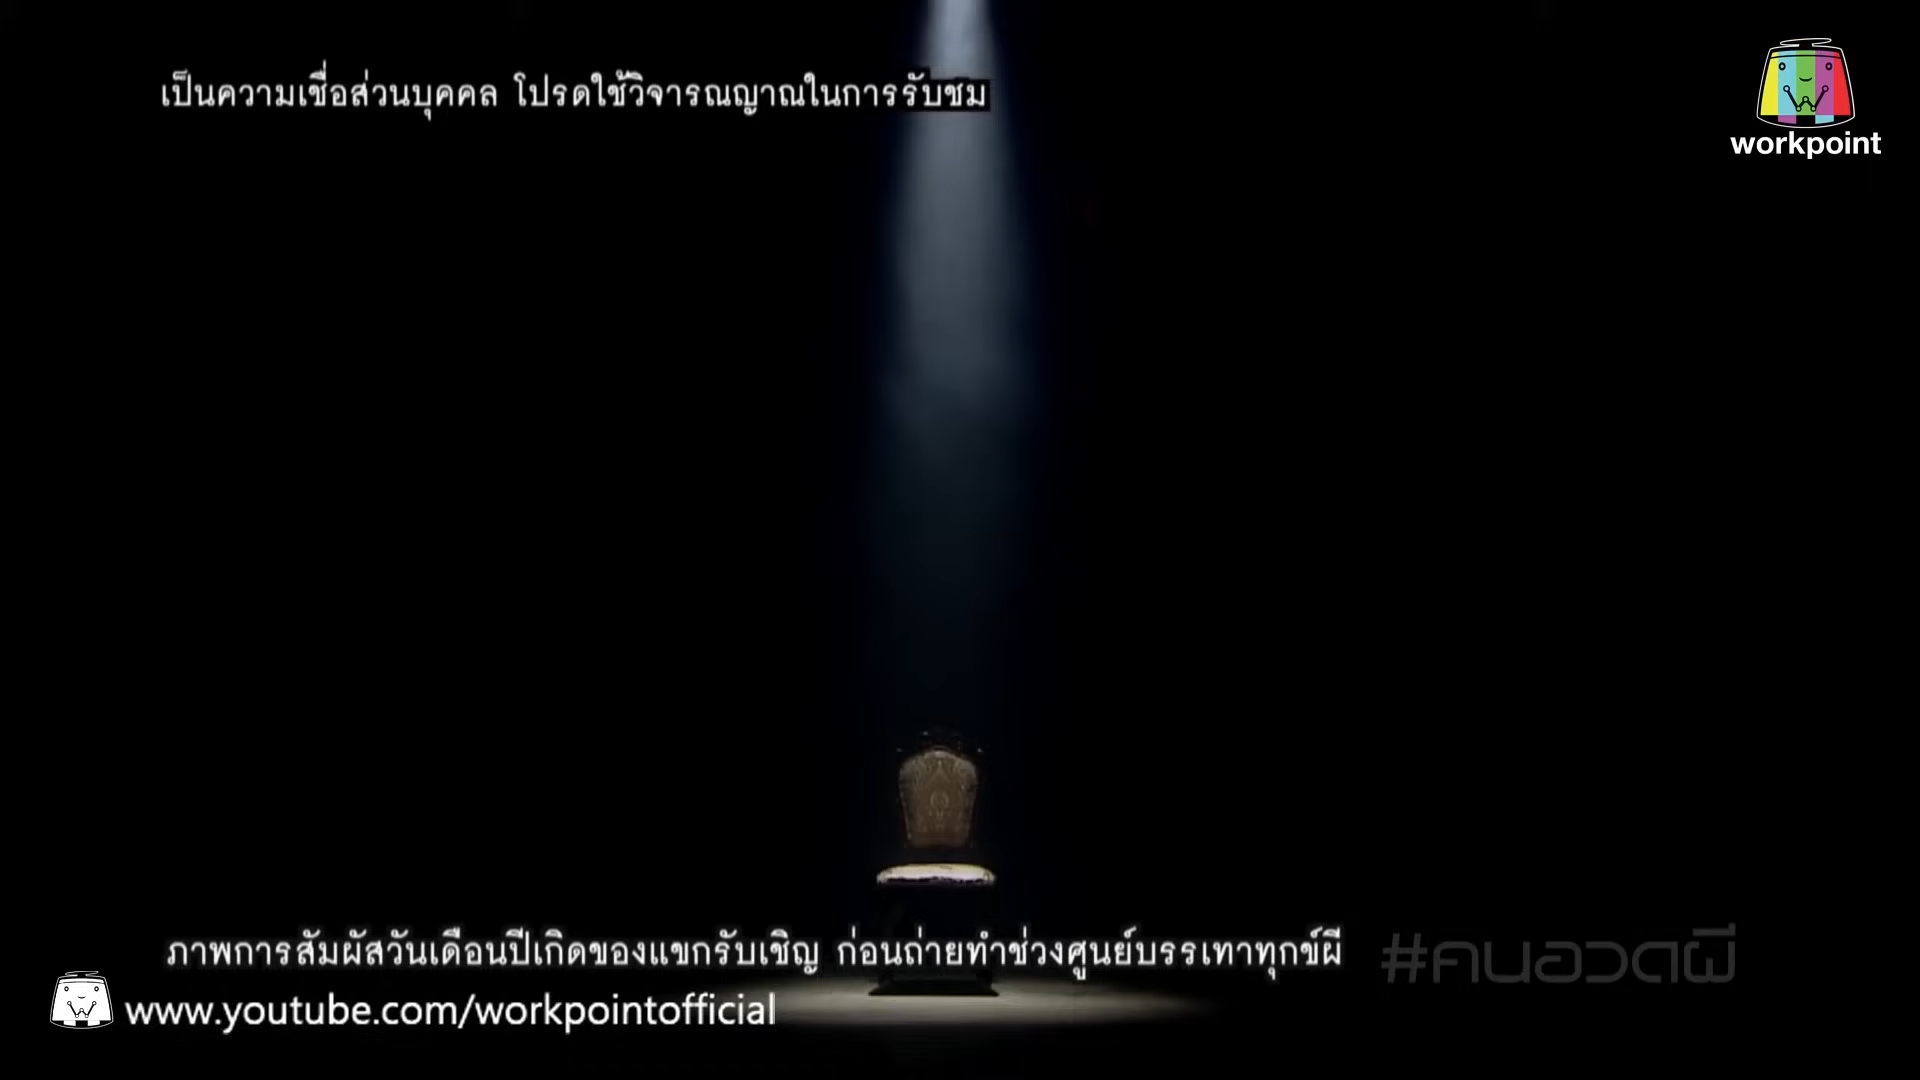 เป็นความเชื่อส่วนบุคคล โปรดใช้วิจารณญาณในการรับชม
workpoint
ภาพการสัมผัสวันเดือนปีเกิดของแขกรับเชิญ ก่อนถ่ายทำช่วงศูนย์บรรเทาทุกข์ผี
#คนอวดผี
www.youtube.com/workpointofficial